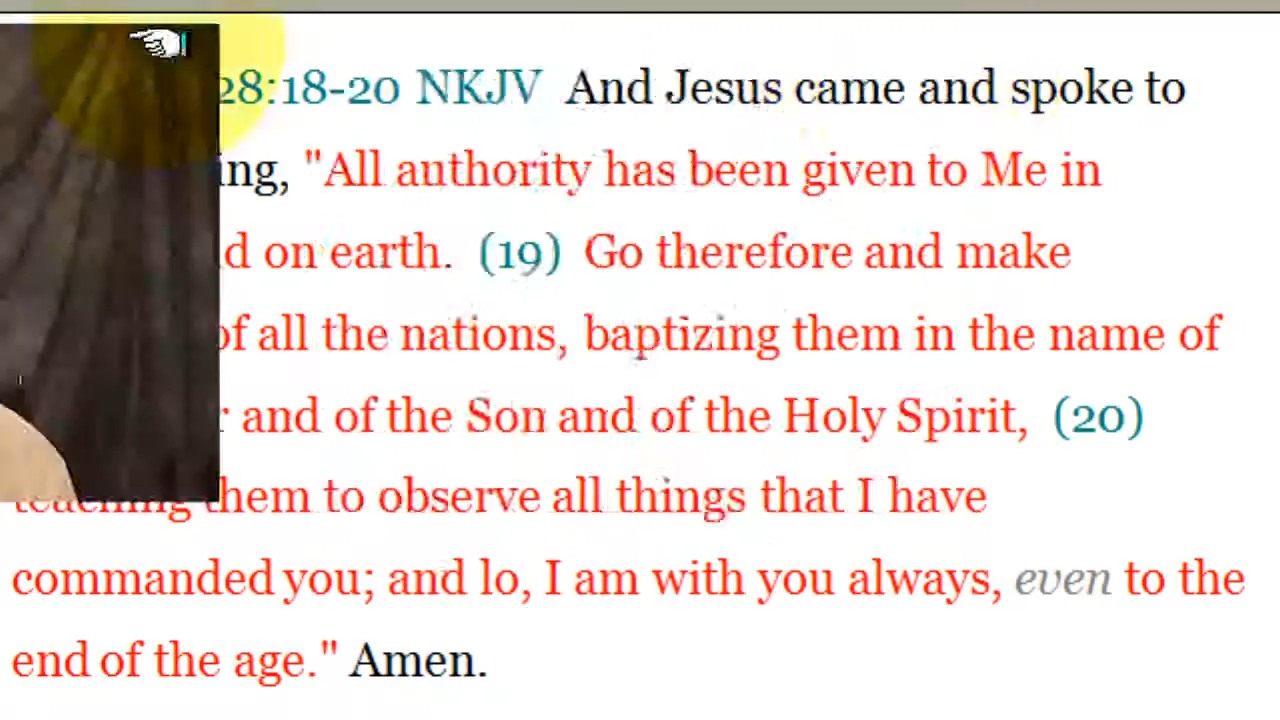 28:18-20 NKJV And Jesus came and spoke to
ing, "All authority has been given to Me in
d on earth. (19) Go therefore and make
of all the nations, baptizing them in the name of
r and of the Son and of the Holy Spirit, (20)
teaching them to observe all things that I have
commanded you; and lo, I am with you always, even to the
end of the age." Amen.